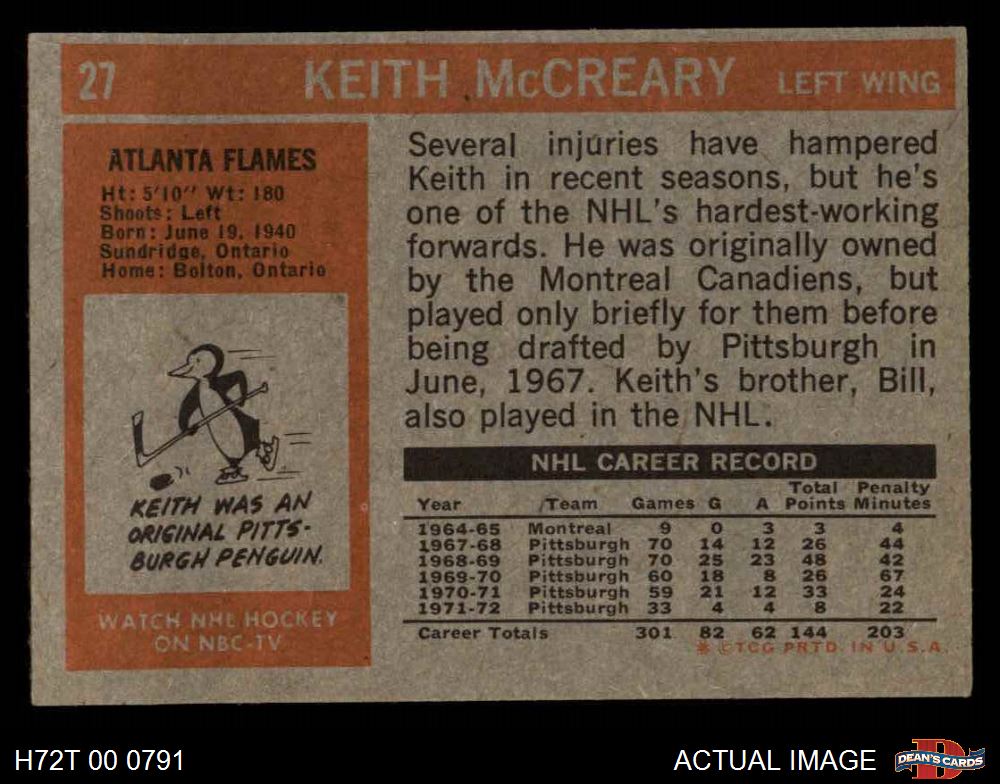 27 KEITH McCREARY LEFT WING
ATLANTA FLAMES
Ht: 5'10" Wt: 180
Shoots: Left
Born: June 19, 1940
Sundridge, Ontario
Home: Bolton, Ontario
KEITH WAS AN
ORIGINAL PITTS-
BURGH PENGUIN.
WATCH NHL HOCKEY
ON NBC-TV
Several injuries have hampered
Keith in recent seasons, but he's
one of the NHL's hardest-working
forwards. He was originally owned
by the Montreal Canadiens, but
played only briefly for them before
being drafted by Pittsburgh in
June, 1967. Keith's brother, Bill,
also played in the NHL.
NHL CAREER RECORD
Total Penalty
Year Team Games G A Points Minutes
1964-65 Montreal 9 0 3 3 4
1967-68 Pittsburgh 70 14 12 26 44
1968-69 Pittsburgh 70 25 23 48 42
1969-70 Pittsburgh 60 18 8 26 67
1970-71 Pittsburgh 59 21 12 33 24
1971-72 Pittsburgh 33 4 4 8 22
Career Totals 301 82 62 144 203
* © TCG PRTD. IN U.S.A.
H72T 00 0791 ACTUAL IMAGE
DEAN'S CARDS